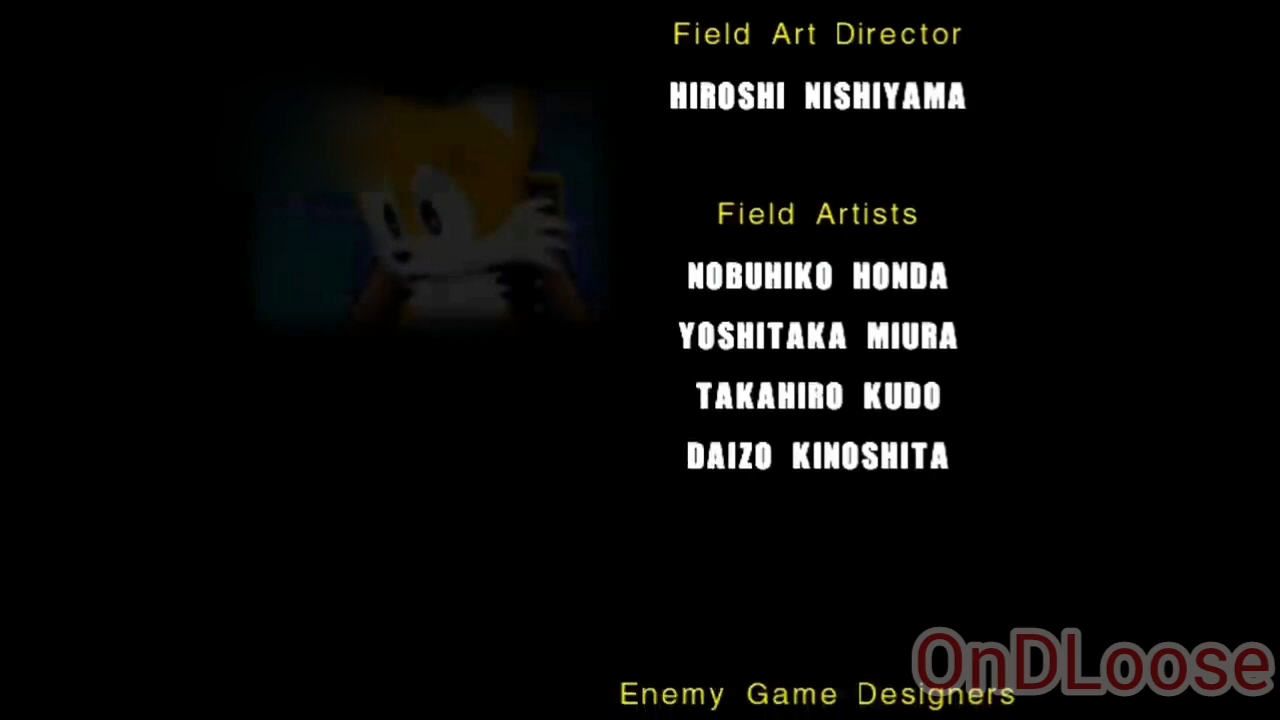 Field Art Director
HIROSHI NISHIYAMA
Field Artists
NOBUHIKO HONDA
YOSHITAKA MIURA
TAKAHIRO KUDO
DAIZO KINOSHITA
Enemy Game Designers
OnDLoose